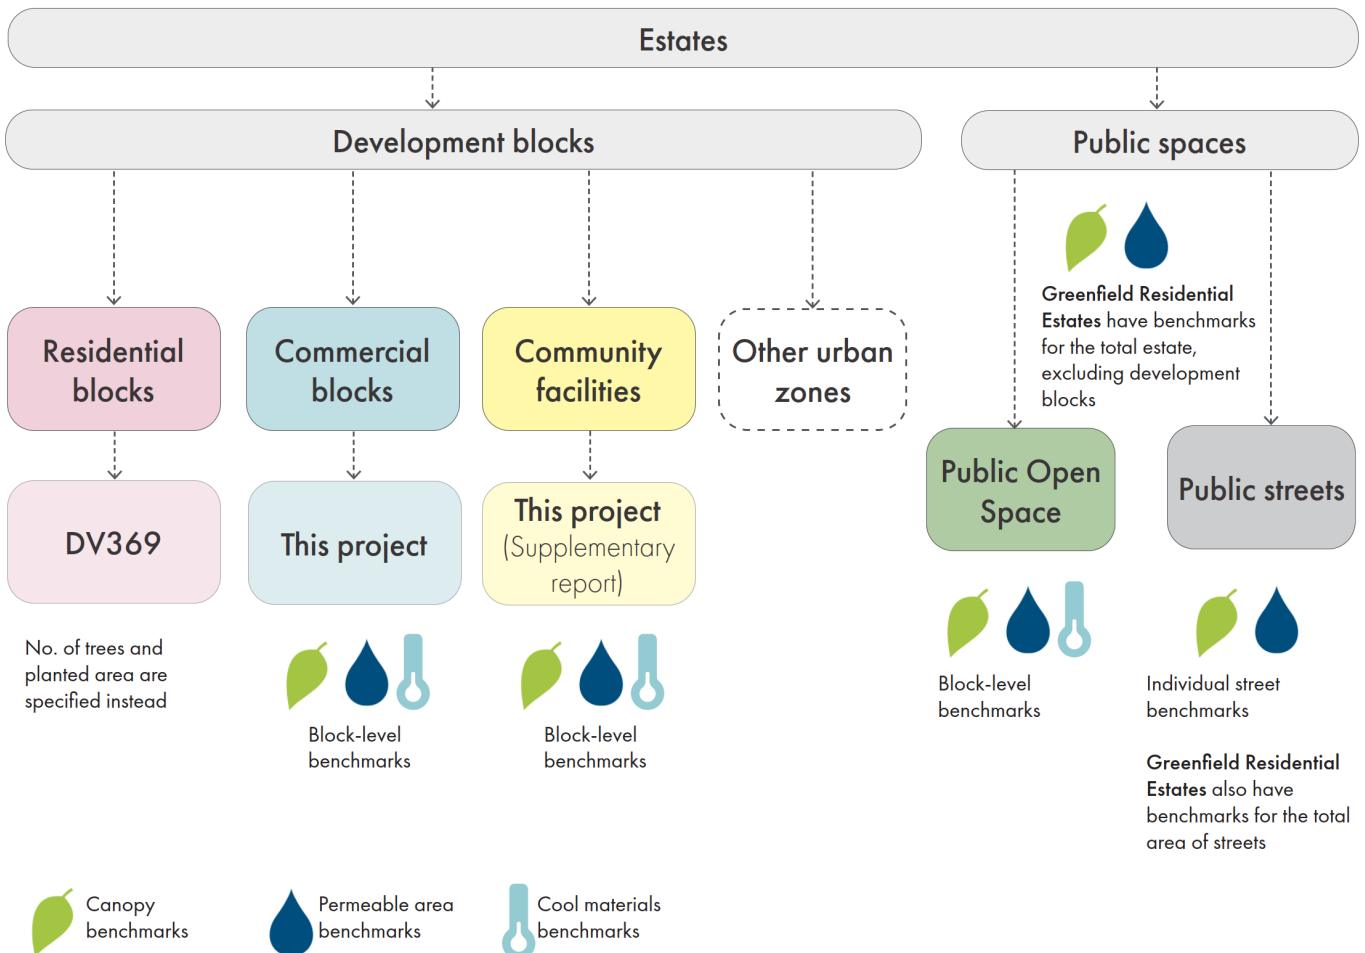 Estates
Development blocks
Public spaces
Greenfield Residential
Estates have benchmarks
for the total estate,
excluding development
blocks
Residential
blocks
Commercial
blocks
Community
facilities
Other urban
zones
Public Open
Space
Public streets
DV369
This project
This project
(Supplementary
report)
No. of trees and
planted area are
specified instead
Block-level
benchmarks
Block-level
benchmarks
Block-level
benchmarks
Individual street
benchmarks
Greenfield Residential
Estates also have
benchmarks for the total
area of streets
Canopy
benchmarks
Permeable area
benchmarks
Cool materials
benchmarks